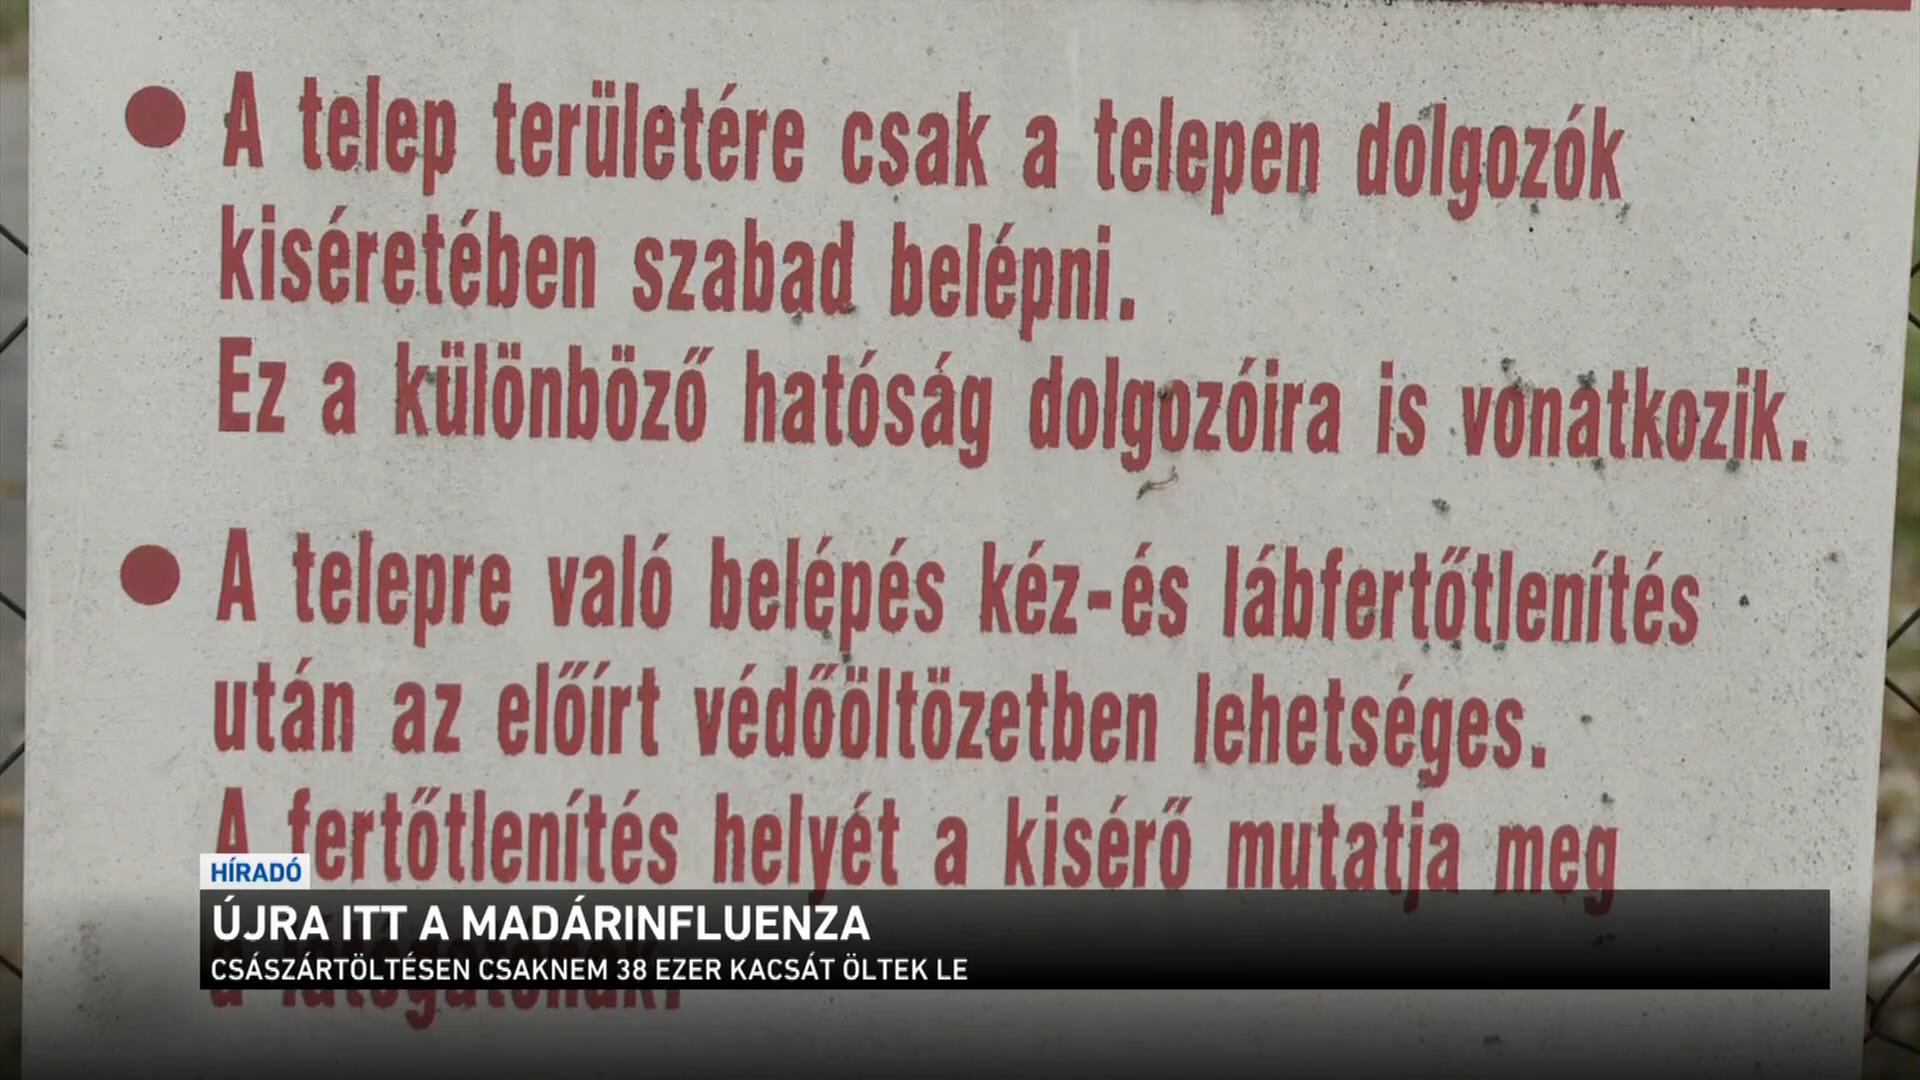 ● A telep területére csak a telepen dolgozók
kiséretében szabad belépni.
Ez a különböző hatóság dolgozóira is vonatkozik.
● A telepre való belépés kéz-és lábfertőtlenítés
után az előírt védőöltözetben lehetséges.
A fertőtlenítés helyét a kisérő mutatja meg
a látogatónak.
HÍRADÓ
ÚJRA ITT A MADÁRINFLUENZA
CSÁSZÁRTÖLTÉSEN CSAKNEM 38 EZER KACSÁT ÖLTEK LE